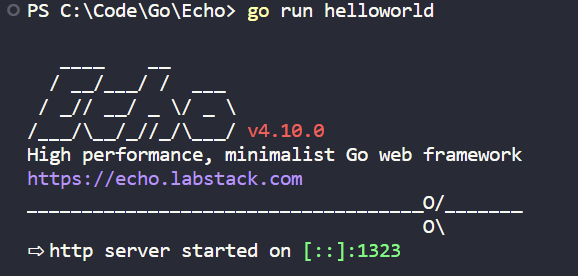 PS C:\Code\Go\Echo> go run helloworld
   ____    __
  / __/___/ /  ___
 / _// __/ _ \/ _ \
/___/\__/_//_/\___/ v4.10.0
High performance, minimalist Go web framework
https://echo.labstack.com
____________________________________O/_______
                                    O\
⇨ http server started on [::]:1323